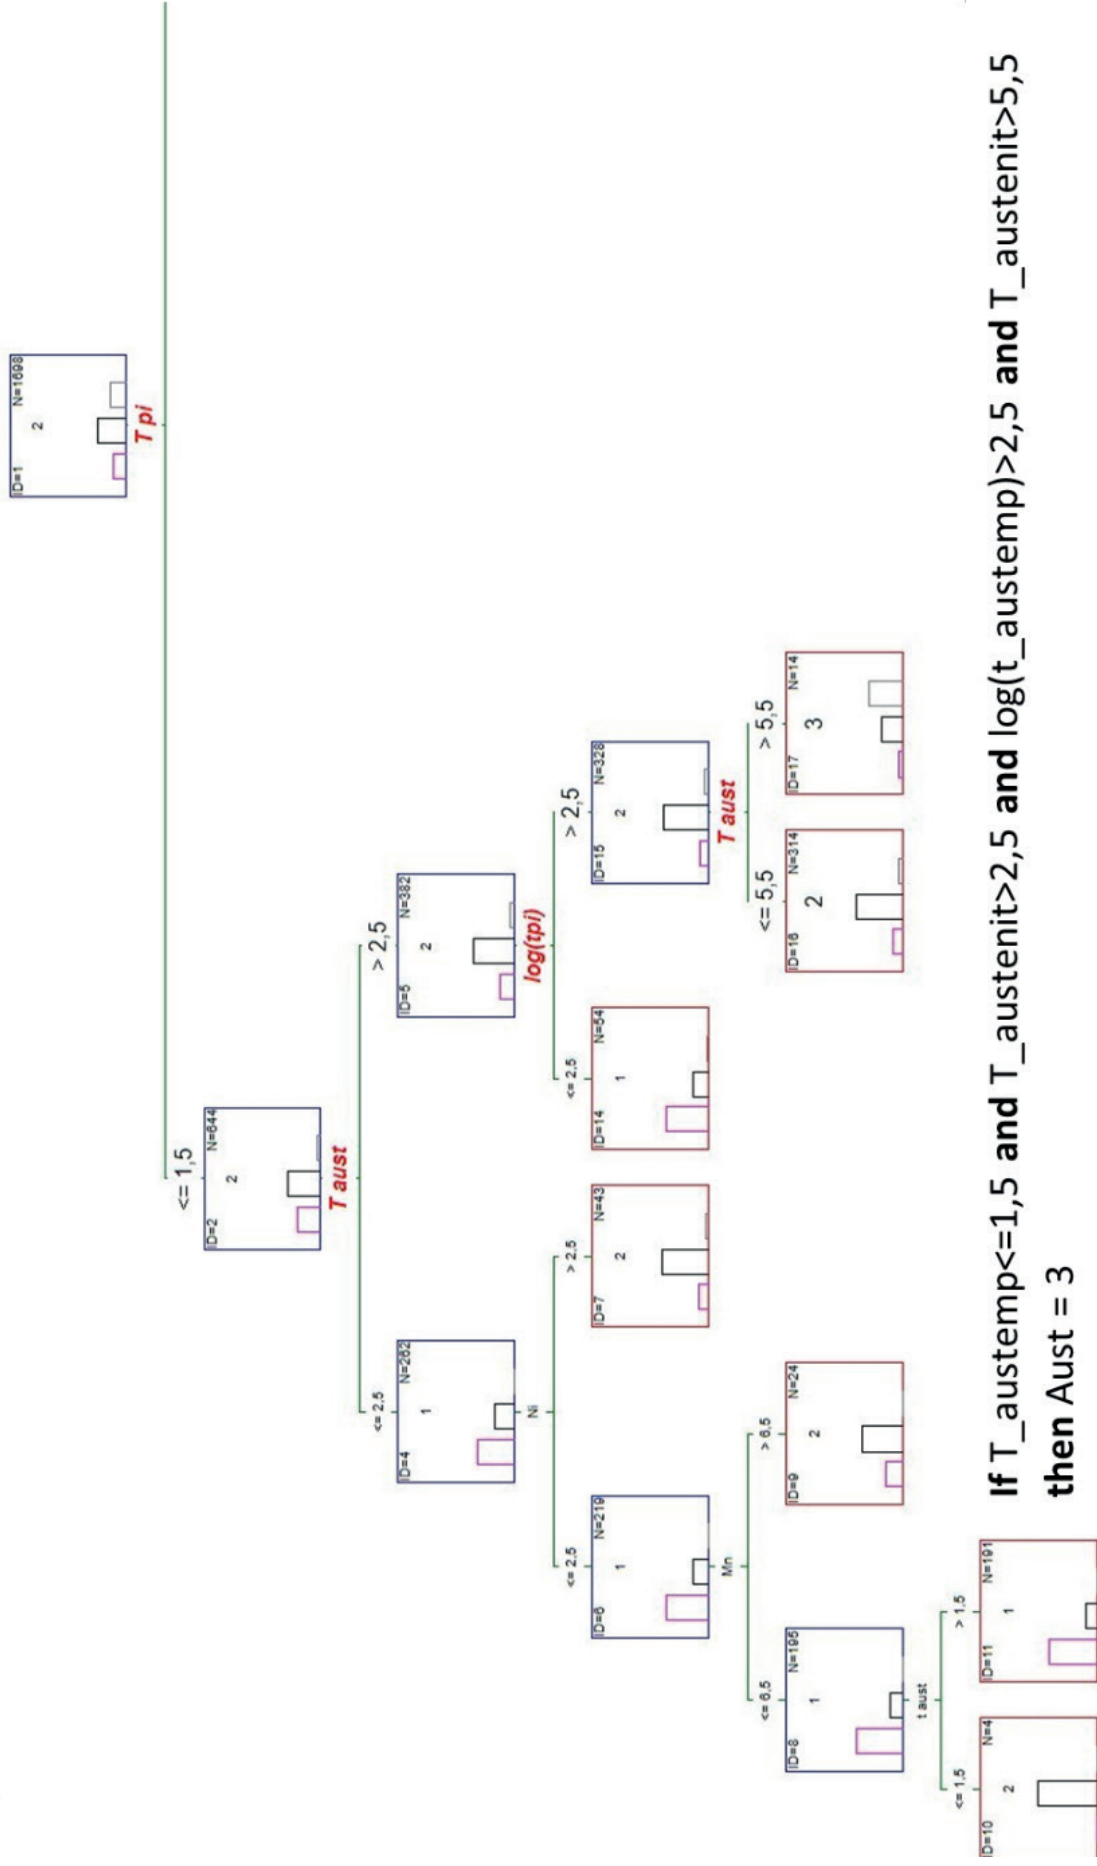 ID=1 N=1698
2
T pi
<= 1,5
ID=2 N=644
2
T aust
<= 2,5 > 2,5
ID=4 N=262
1
Ni
ID=5 N=382
2
log(tpi)
<= 2,5 > 2,5 <= 2,5 > 2,5
ID=6 N=219
1
Mn
ID=7 N=43
2
ID=14 N=54
1
ID=15 N=328
2
T aust
<= 6,5 > 6,5 <= 5,5 > 5,5
ID=8 N=195
1
t aust
ID=9 N=24
2
ID=16 N=314
2
ID=17 N=14
3
<= 1,5 > 1,5
ID=10 N=4
2
ID=11 N=191
1
If T_austemp<=1,5 and T_austenit>2,5 and log(t_austemp)>2,5 and T_austenit>5,5
then Aust = 3